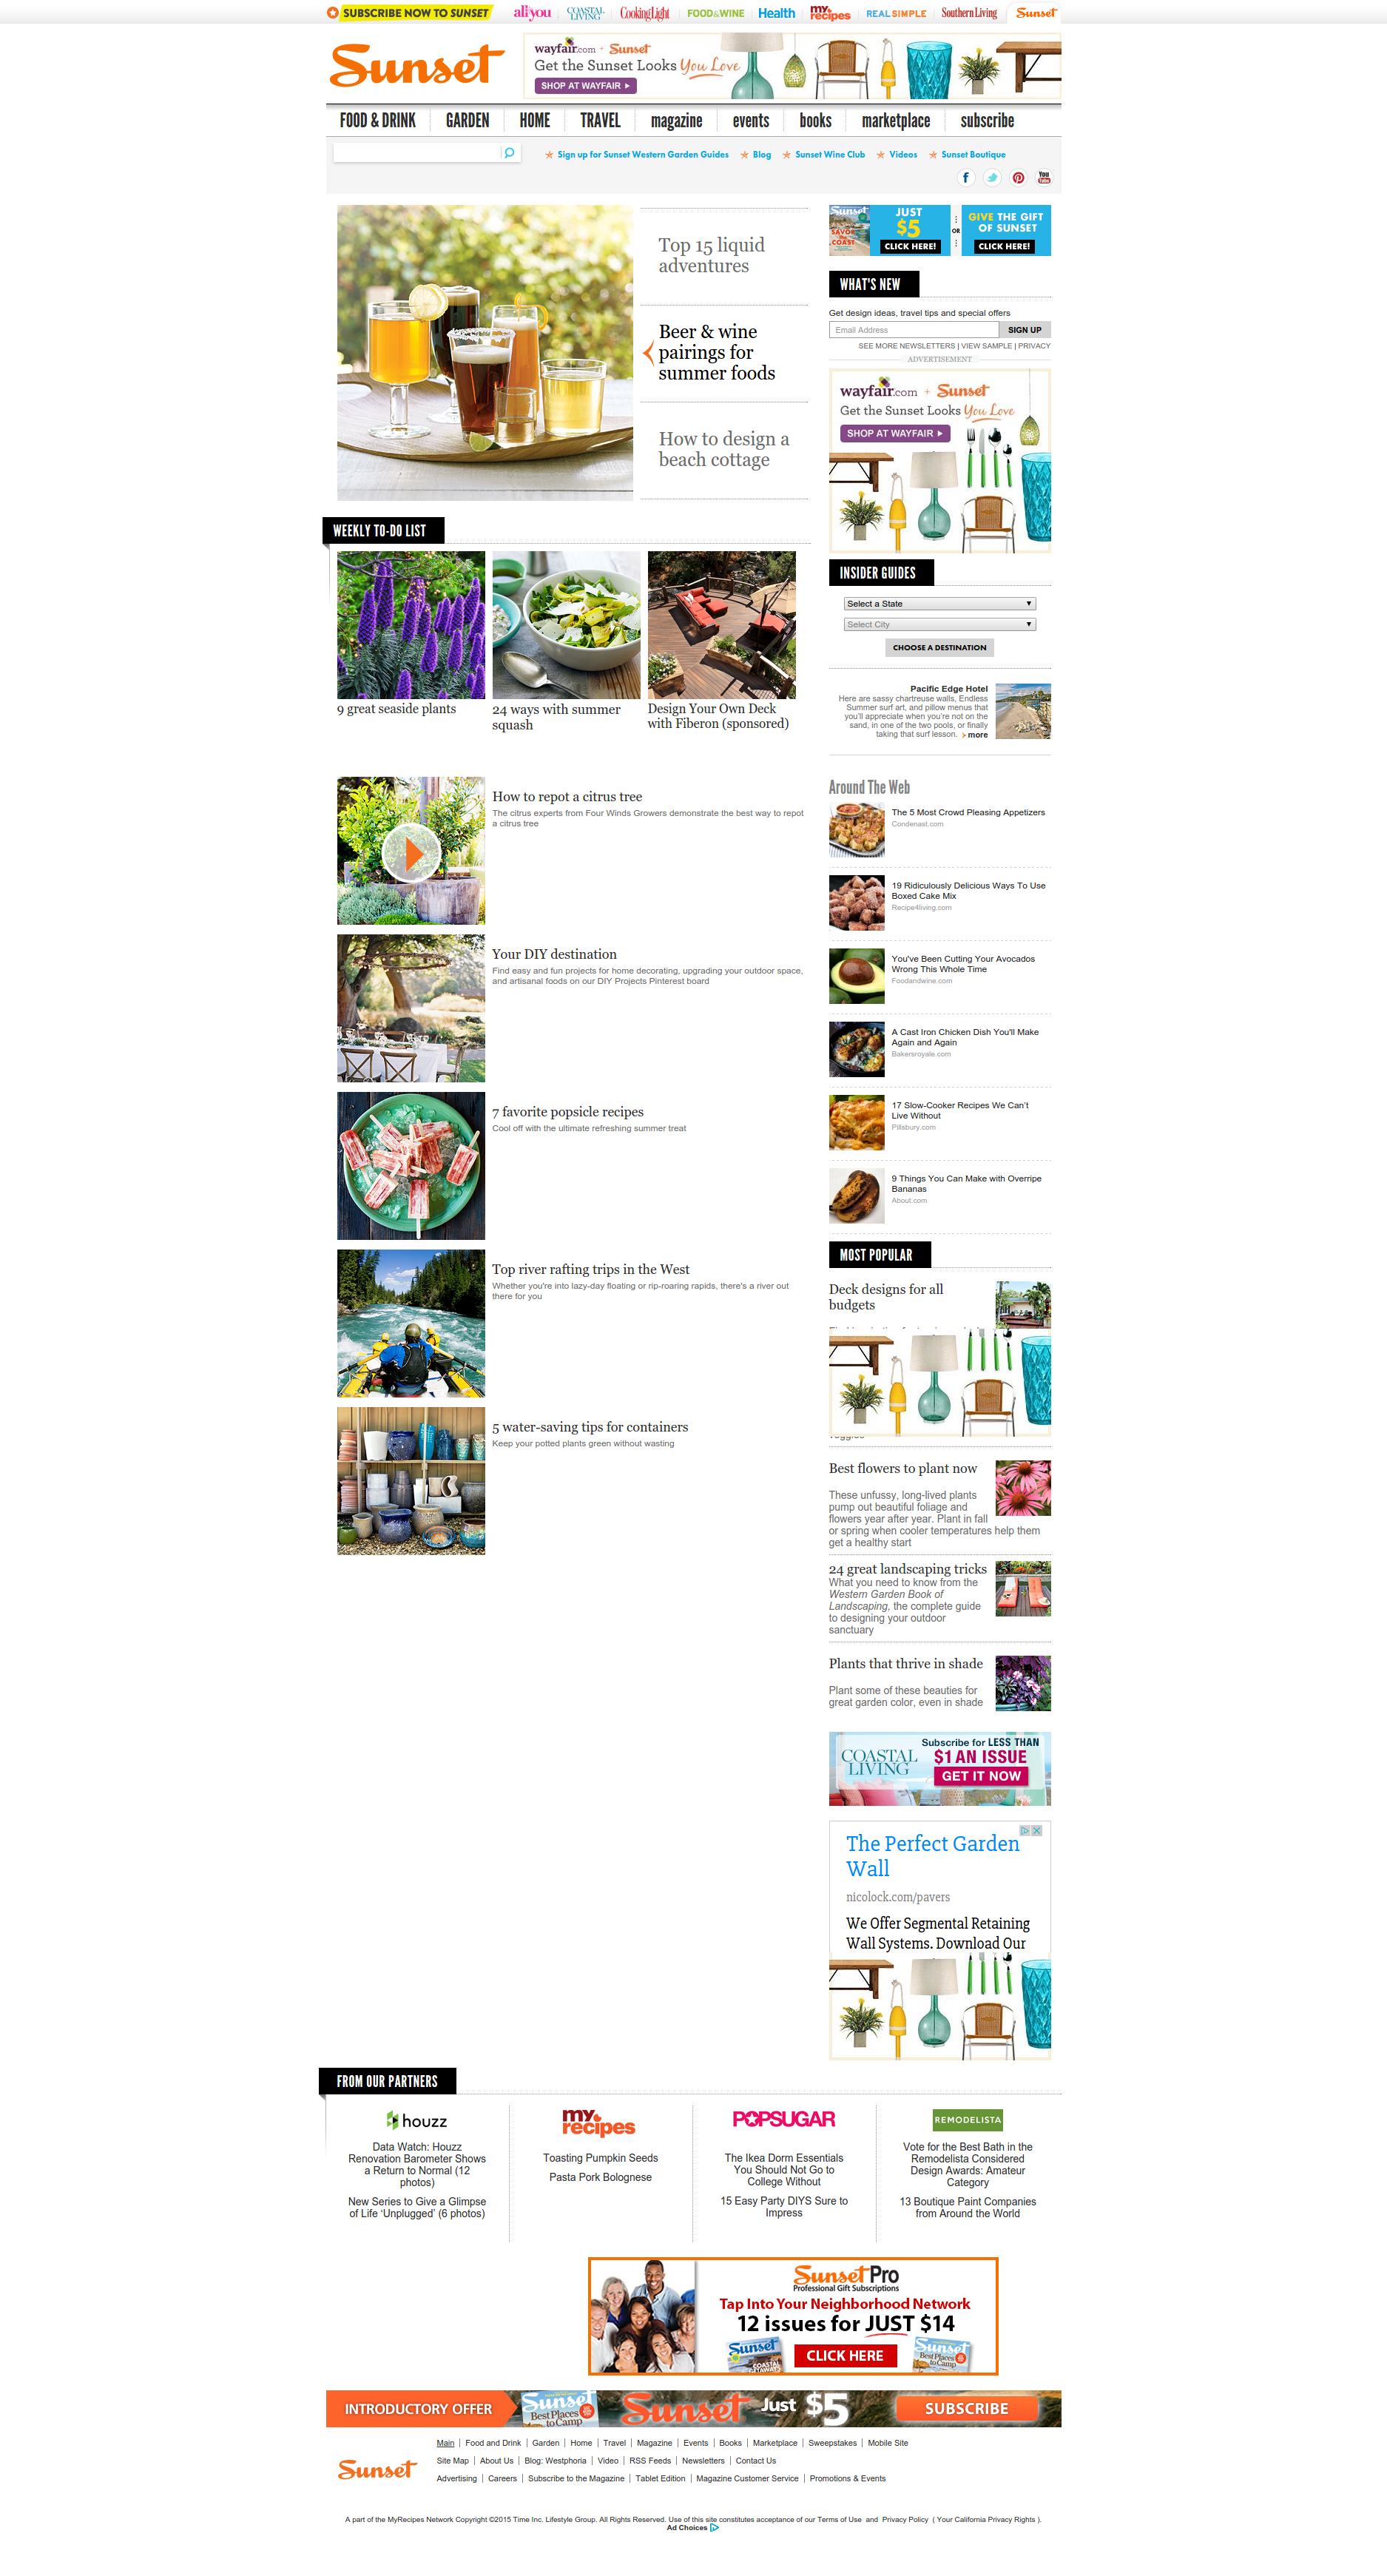 SUBSCRIBE NOW TO SUNSET
all you
COASTAL LIVING
CookingLight
FOOD&WINE
Health
my recipes
REAL SIMPLE
Southern Living
Sunset
Sunset
wayfair.com + Sunset
Get the Sunset Looks You Love
SHOP AT WAYFAIR
FOOD & DRINK
GARDEN
HOME
TRAVEL
magazine
events
books
marketplace
subscribe
Sign up for Sunset Western Garden Guides
Blog
Sunset Wine Club
Videos
Sunset Boutique
You Tube
Top 15 liquid
adventures
Beer & wine
pairings for
summer foods
How to design a
beach cottage
Sunset
SAVOR the COAST
JUST
$5
CLICK HERE!
OR
GIVE THE GIFT
OF SUNSET
CLICK HERE!
WHAT'S NEW
Get design ideas, travel tips and special offers
Email Address
SIGN UP
SEE MORE NEWSLETTERS | VIEW SAMPLE | PRIVACY
ADVERTISEMENT
wayfair.com + Sunset
Get the Sunset Looks You Love
SHOP AT WAYFAIR
WEEKLY TO-DO LIST
9 great seaside plants
24 ways with summer
squash
Design Your Own Deck
with Fiberon (sponsored)
INSIDER GUIDES
Select a State
Select City
CHOOSE A DESTINATION
Pacific Edge Hotel
Here are sassy chartreuse walls, Endless
Summer surf art, and pillow menus that
you'll appreciate when you're not on the
sand, in one of the two pools, or finally
taking that surf lesson. > more
How to repot a citrus tree
The citrus experts from Four Winds Growers demonstrate the best way to repot
a citrus tree
Your DIY destination
Find easy and fun projects for home decorating, upgrading your outdoor space,
and artisanal foods on our DIY Projects Pinterest board
7 favorite popsicle recipes
Cool off with the ultimate refreshing summer treat
Top river rafting trips in the West
Whether you're into lazy-day floating or rip-roaring rapids, there's a river out
there for you
5 water-saving tips for containers
Keep your potted plants green without wasting
Around The Web
The 5 Most Crowd Pleasing Appetizers
Condenast.com
19 Ridiculously Delicious Ways To Use
Boxed Cake Mix
Recipe4living.com
You've Been Cutting Your Avocados
Wrong This Whole Time
Foodandwine.com
A Cast Iron Chicken Dish You'll Make
Again and Again
Bakersroyale.com
17 Slow-Cooker Recipes We Can't
Live Without
Pillsbury.com
9 Things You Can Make with Overripe
Bananas
About.com
MOST POPULAR
Deck designs for all
budgets
Best flowers to plant now
These unfussy, long-lived plants
pump out beautiful foliage and
flowers year after year. Plant in fall
or spring when cooler temperatures help them
get a healthy start
24 great landscaping tricks
What you need to know from the
Western Garden Book of
Landscaping, the complete guide
to designing your outdoor
sanctuary
Plants that thrive in shade
Plant some of these beauties for
great garden color, even in shade
COASTAL LIVING
Subscribe for LESS THAN
$1 AN ISSUE
GET IT NOW
The Perfect Garden
Wall
nicolock.com/pavers
We Offer Segmental Retaining
Wall Systems. Download Our
FROM OUR PARTNERS
houzz
Data Watch: Houzz
Renovation Barometer Shows
a Return to Normal (12
photos)
New Series to Give a Glimpse
of Life 'Unplugged' (6 photos)
my recipes
Toasting Pumpkin Seeds
Pasta Pork Bolognese
POPSUGAR
The Ikea Dorm Essentials
You Should Not Go to
College Without
15 Easy Party DIYS Sure to
Impress
REMODELISTA
Vote for the Best Bath in the
Remodelista Considered
Design Awards: Amateur
Category
13 Boutique Paint Companies
from Around the World
Sunset Pro
Professional Gift Subscriptions
Tap Into Your Neighborhood Network
12 issues for JUST $14
CLICK HERE
Sunset
Sunset
Best Places
to Camp
INTRODUCTORY OFFER
Sunset
Best Places
to Camp
Sunset Just $5
SUBSCRIBE
Sunset
Main | Food and Drink | Garden | Home | Travel | Magazine | Events | Books | Marketplace | Sweepstakes | Mobile Site
Site Map | About Us | Blog: Westphoria | Video | RSS Feeds | Newsletters | Contact Us
Advertising | Careers | Subscribe to the Magazine | Tablet Edition | Magazine Customer Service | Promotions & Events
A part of the MyRecipes Network Copyright ©2015 Time Inc. Lifestyle Group. All Rights Reserved. Use of this site constitutes acceptance of our Terms of Use and Privacy Policy ( Your California Privacy Rights ).
Ad Choices